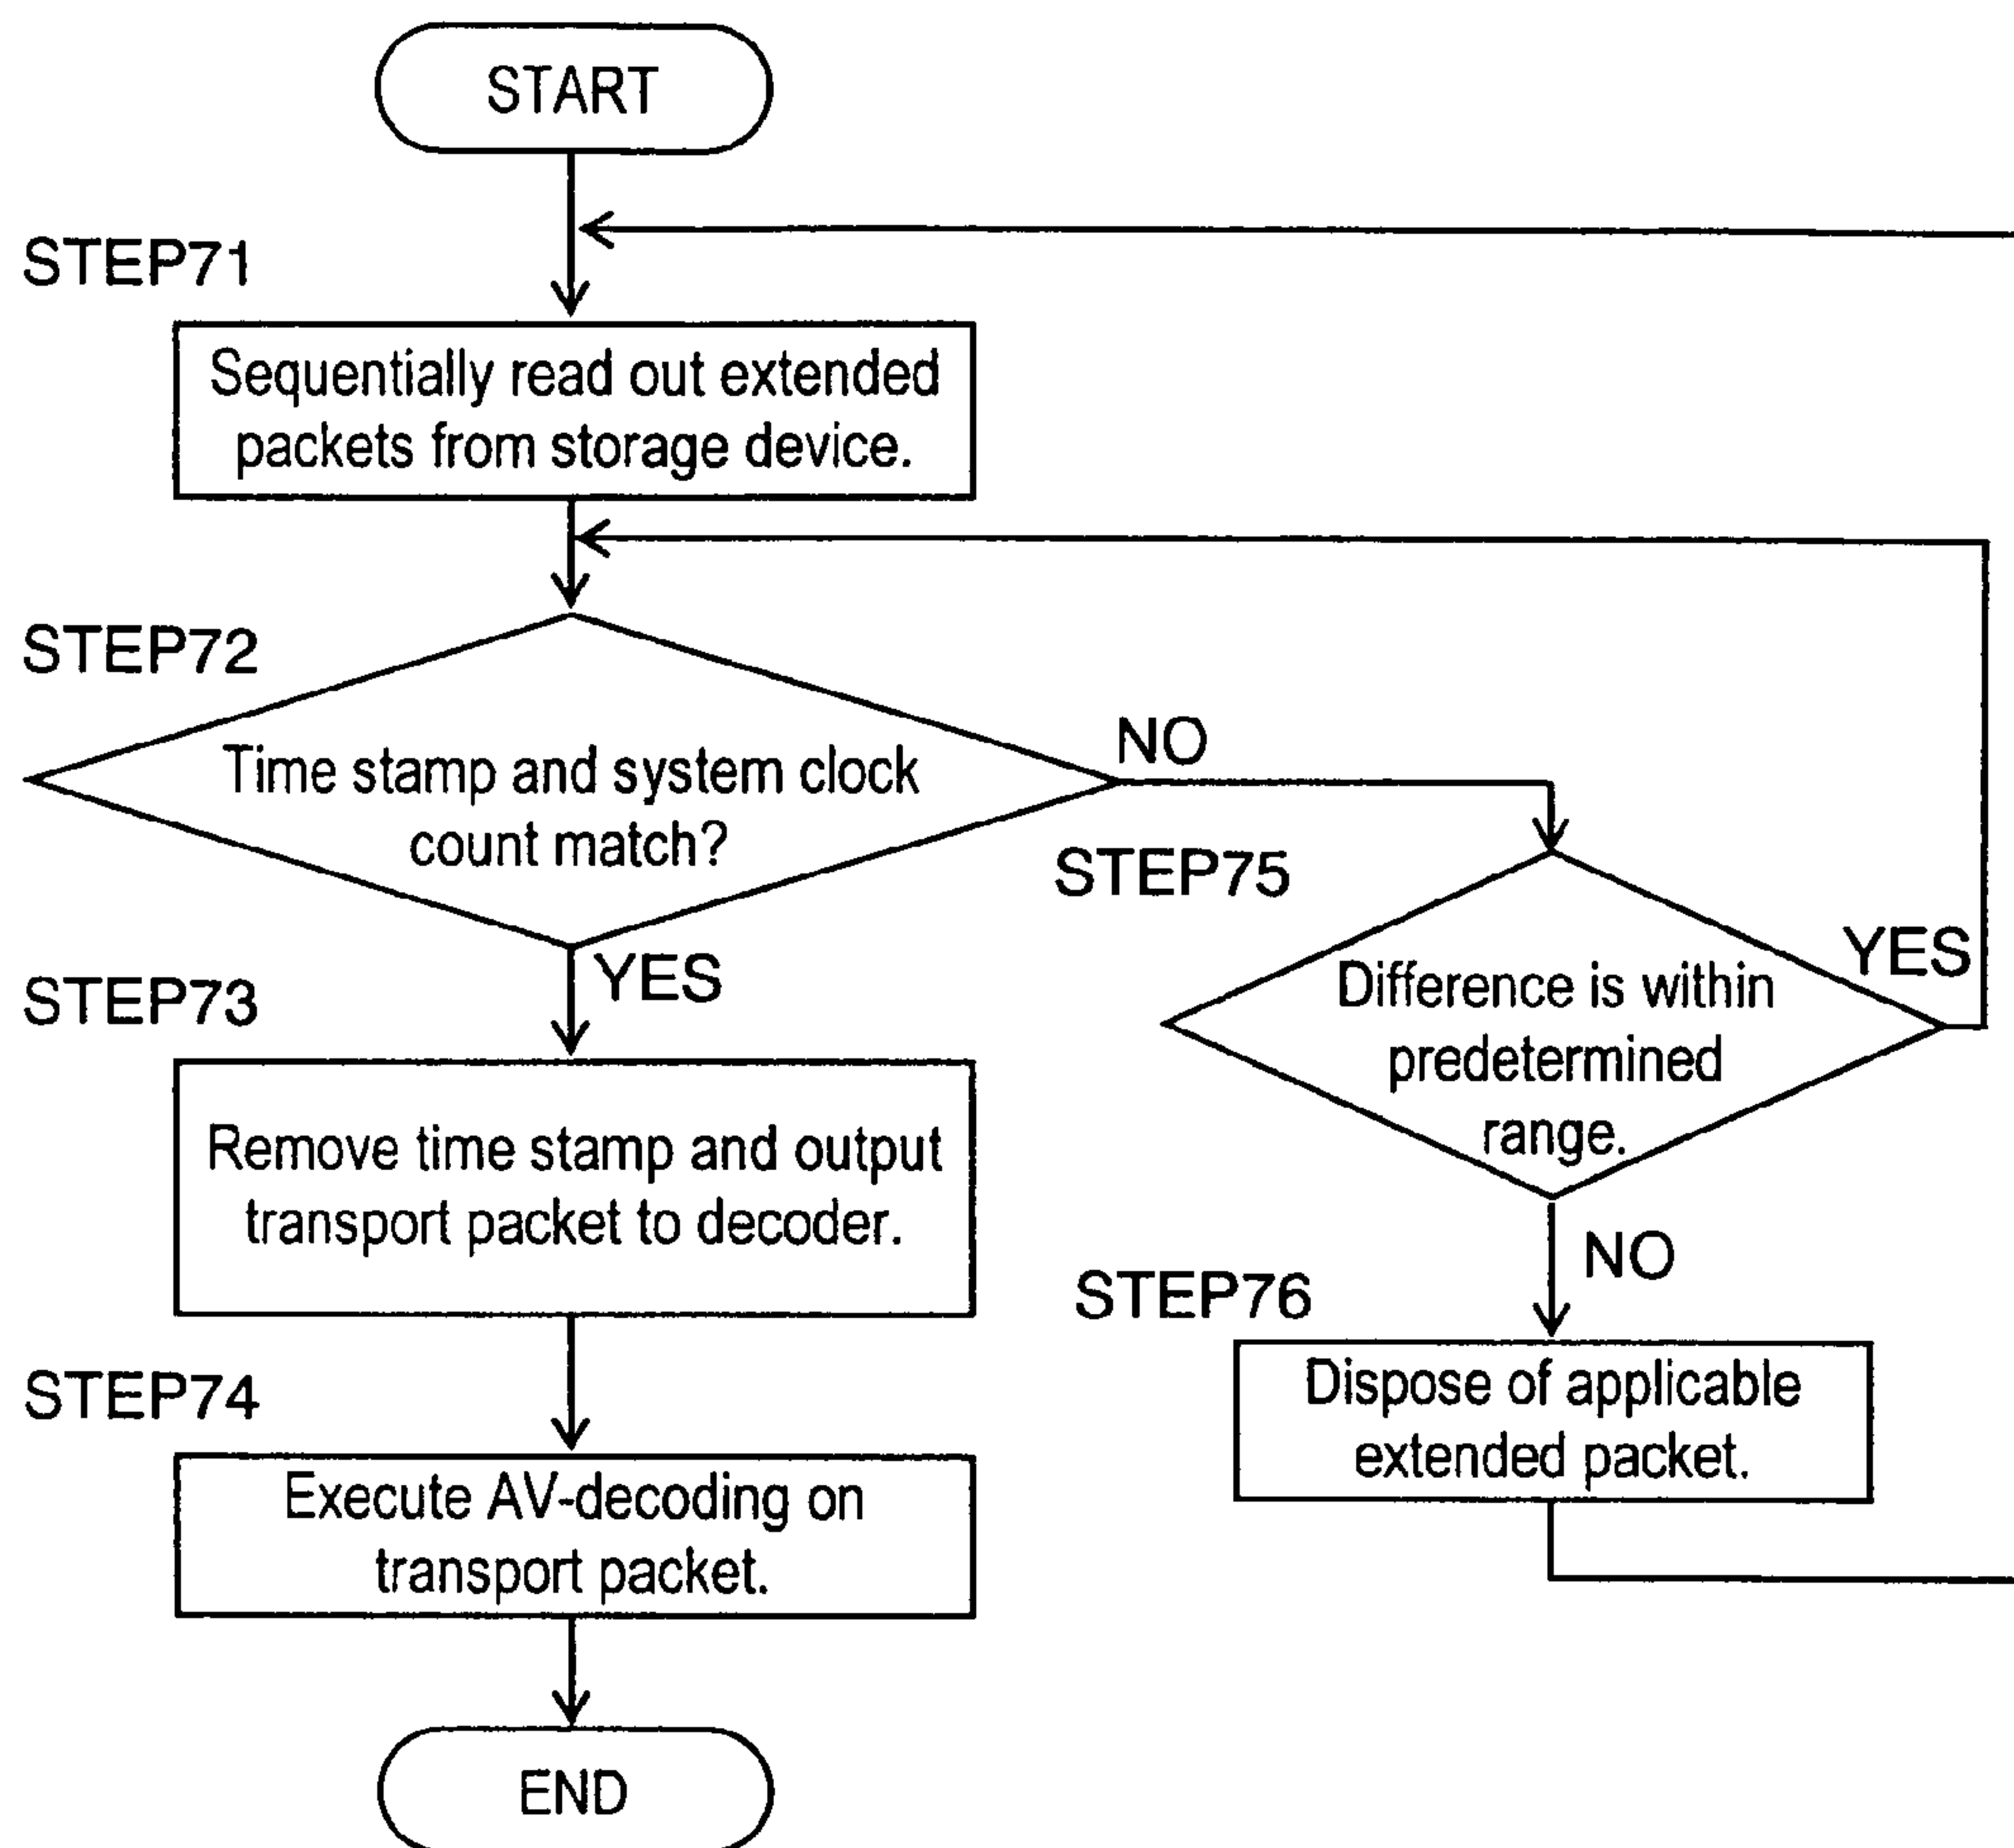 START
STEP71
Sequentially read out extended
packets from storage device.
STEP72
Time stamp and system clock
count match?
NO
YES
STEP73
Remove time stamp and output
transport packet to decoder.
STEP74
Execute AV-decoding on
transport packet.
END
STEP75
Difference is within
predetermined
range.
YES
NO
STEP76
Dispose of applicable
extended packet.